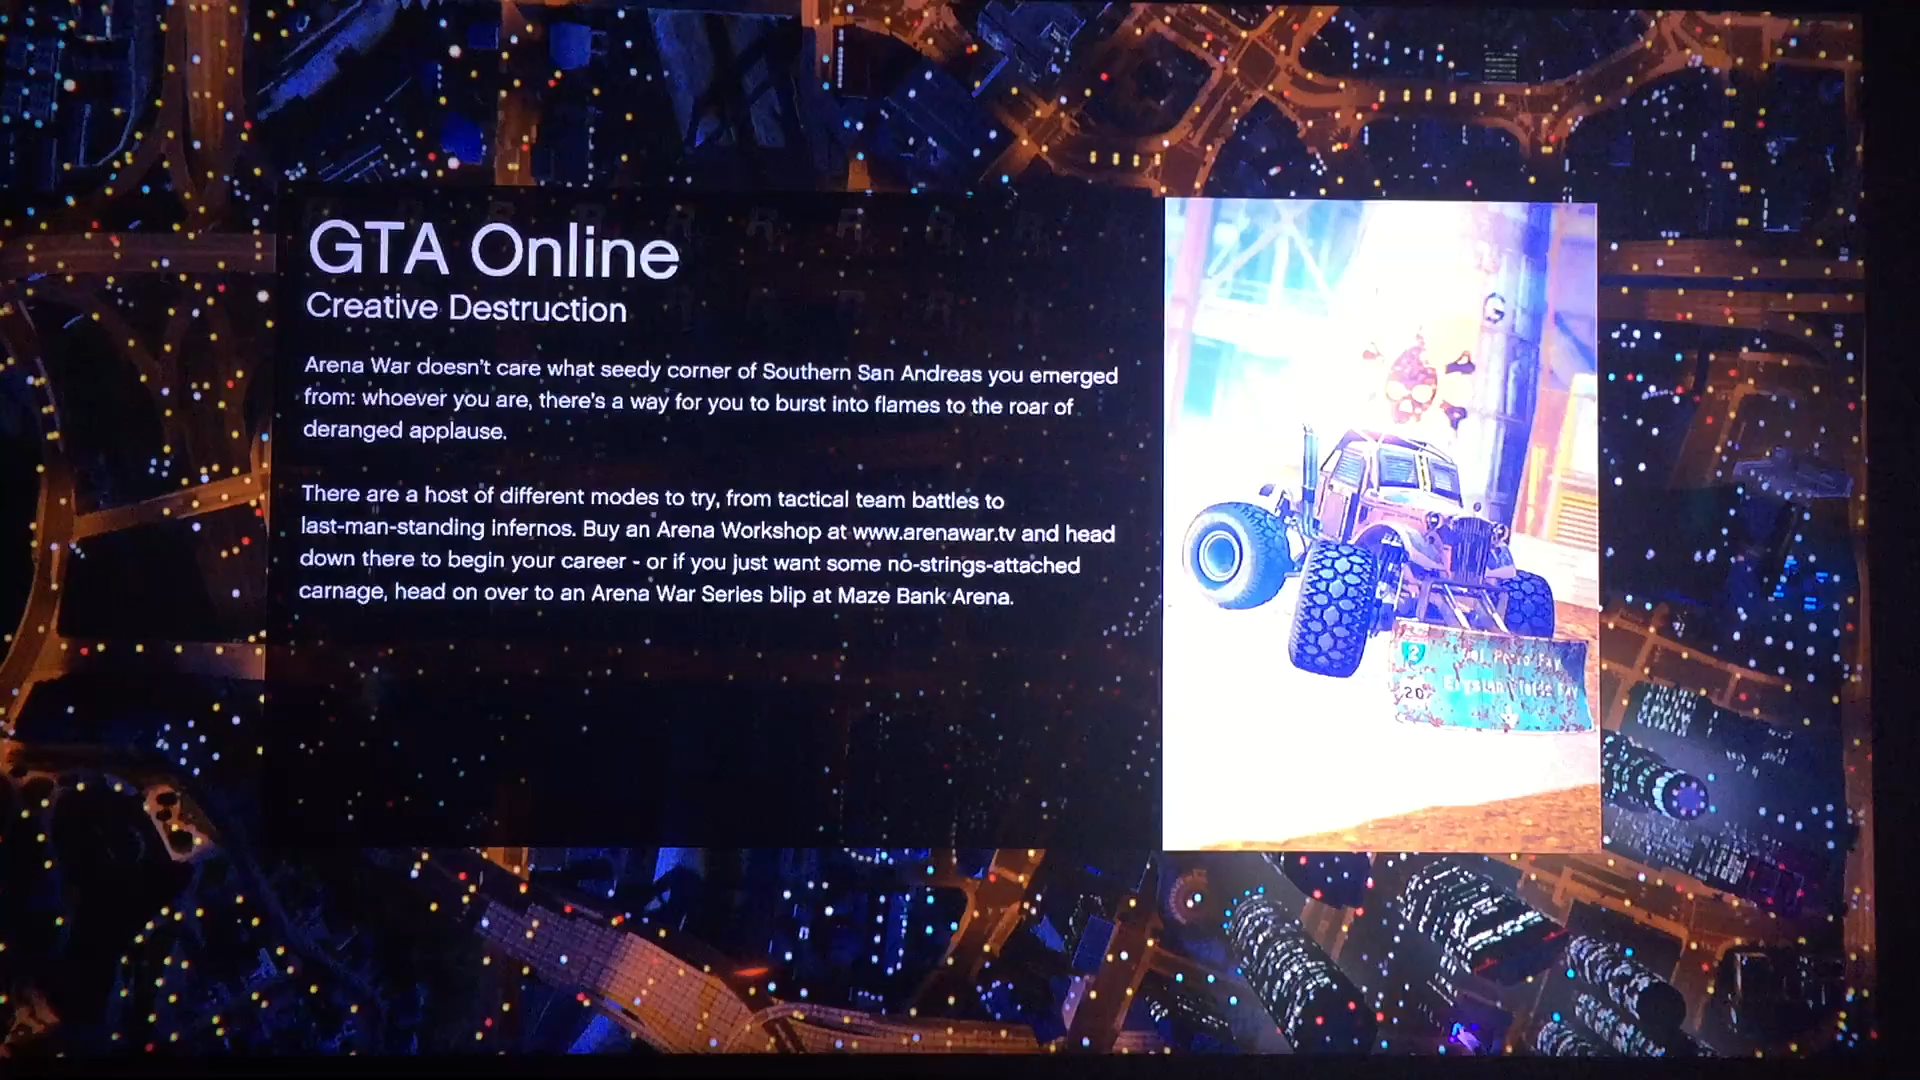 GTA Online
Creative Destruction
Arena War doesn't care what seedy corner of Southern San Andreas you emerged
from: whoever you are, there's a way for you to burst into flames to the roar of
deranged applause.
There are a host of different modes to try, from tactical team battles to
last-man-standing infernos. Buy an Arena Workshop at www.arenawar.tv and head
down there to begin your career - or if you just want some no-strings-attached
carnage, head on over to an Arena War Series blip at Maze Bank Arena.
G
2
20